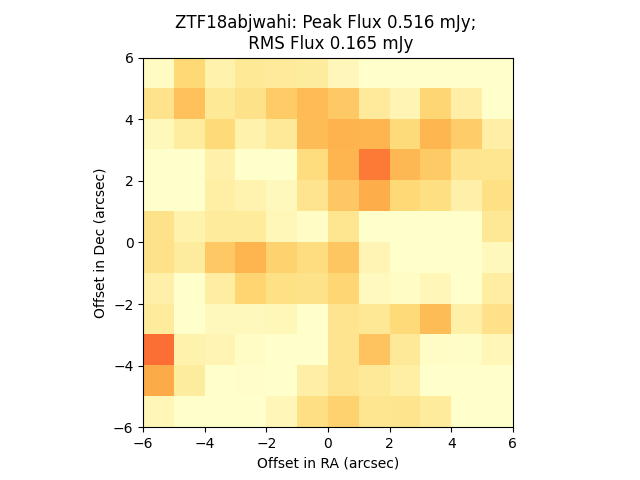 ZTF18abjwahi: Peak Flux 0.516 mJy;
RMS Flux 0.165 mJy
6
4
2
0
−2
−4
−6
Offset in Dec (arcsec)
−6 −4 −2 0 2 4 6
Offset in RA (arcsec)